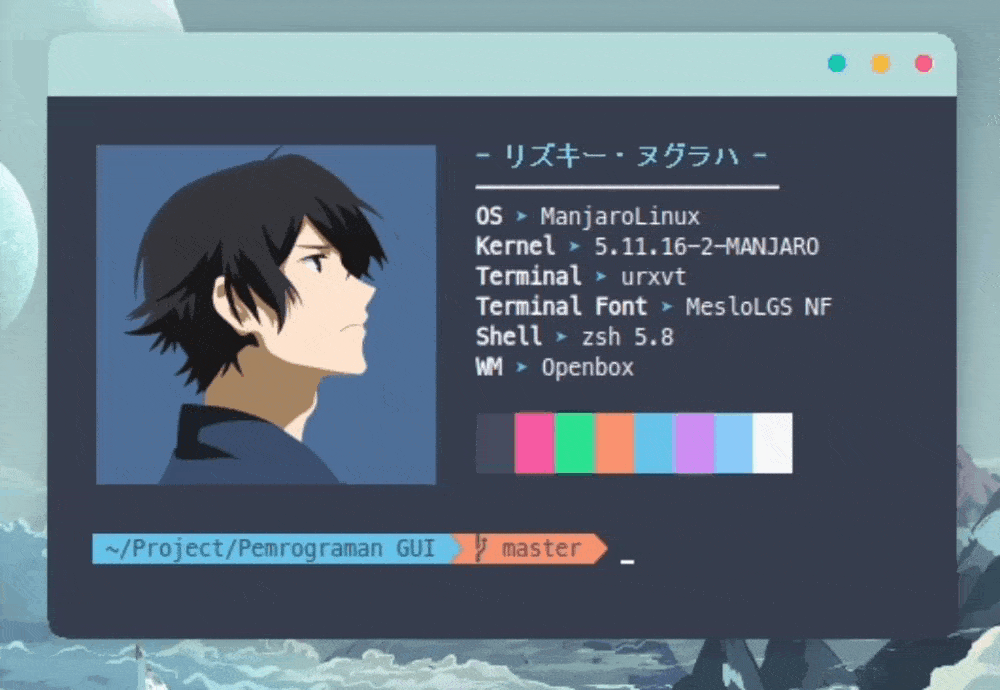 - リズキー・ヌグラハ -
OS ➤ ManjaroLinux
Kernel ➤ 5.11.16-2-MANJARO
Terminal ➤ urxvt
Terminal Font ➤ MesloLGS NF
Shell ➤ zsh 5.8
WM ➤ Openbox
~/Project/Pemrograman GUI master _